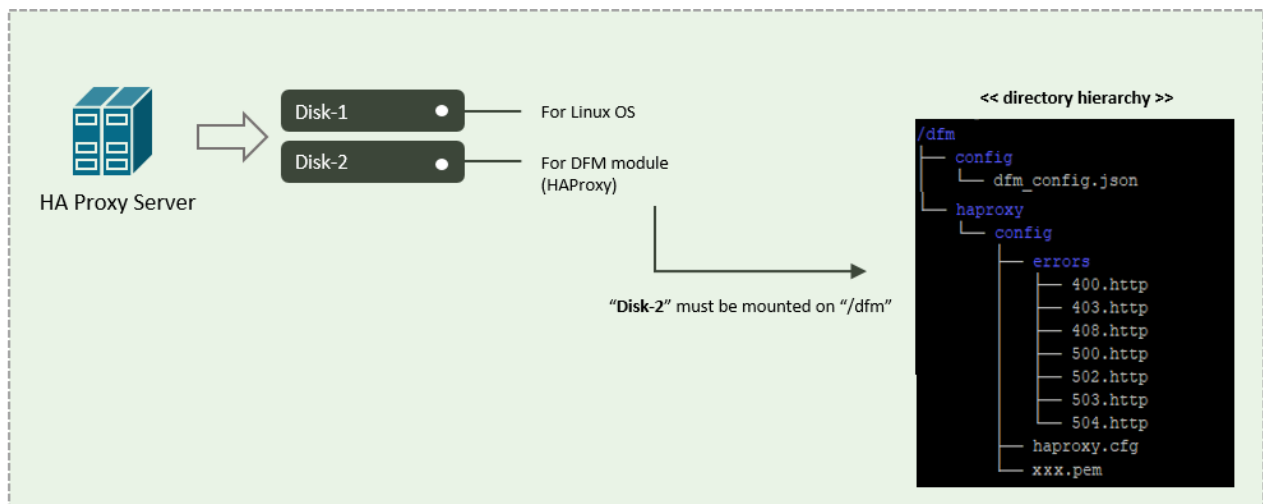 HA Proxy Server
Disk-1
For Linux OS
Disk-2
For DFM module
(HAProxy)
“Disk-2” must be mounted on “/dfm”
<< directory hierarchy >>
/dfm
├── config
│   └── dfm_config.json
└── haproxy
    └── config
        ├── errors
        │   ├── 400.http
        │   ├── 403.http
        │   ├── 408.http
        │   ├── 500.http
        │   ├── 502.http
        │   ├── 503.http
        │   └── 504.http
        ├── haproxy.cfg
        └── xxx.pem